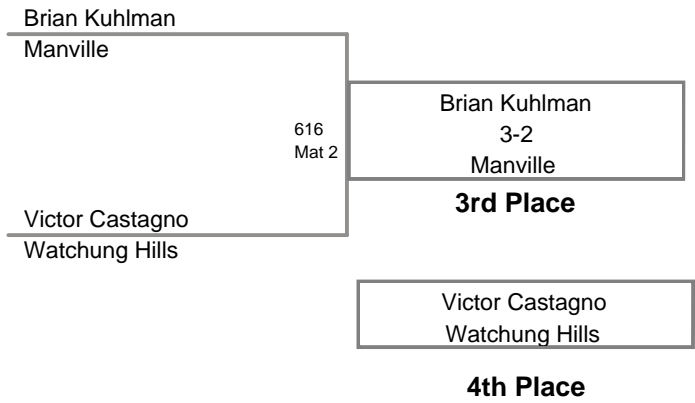 Brian Kuhlman
Manville
616
Mat 2
Brian Kuhlman
3-2
Manville
3rd Place
Victor Castagno
Watchung Hills
Victor Castagno
Watchung Hills
4th Place